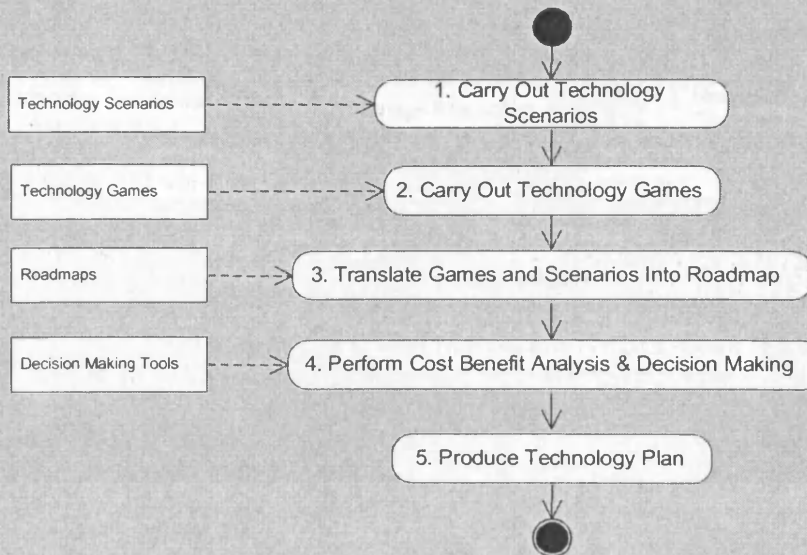 Technology Scenarios
1. Carry Out Technology
Scenarios
Technology Games
2. Carry Out Technology Games
Roadmaps
3. Translate Games and Scenarios Into Roadmap
Decision Making Tools
4. Perform Cost Benefit Analysis & Decision Making
5. Produce Technology Plan